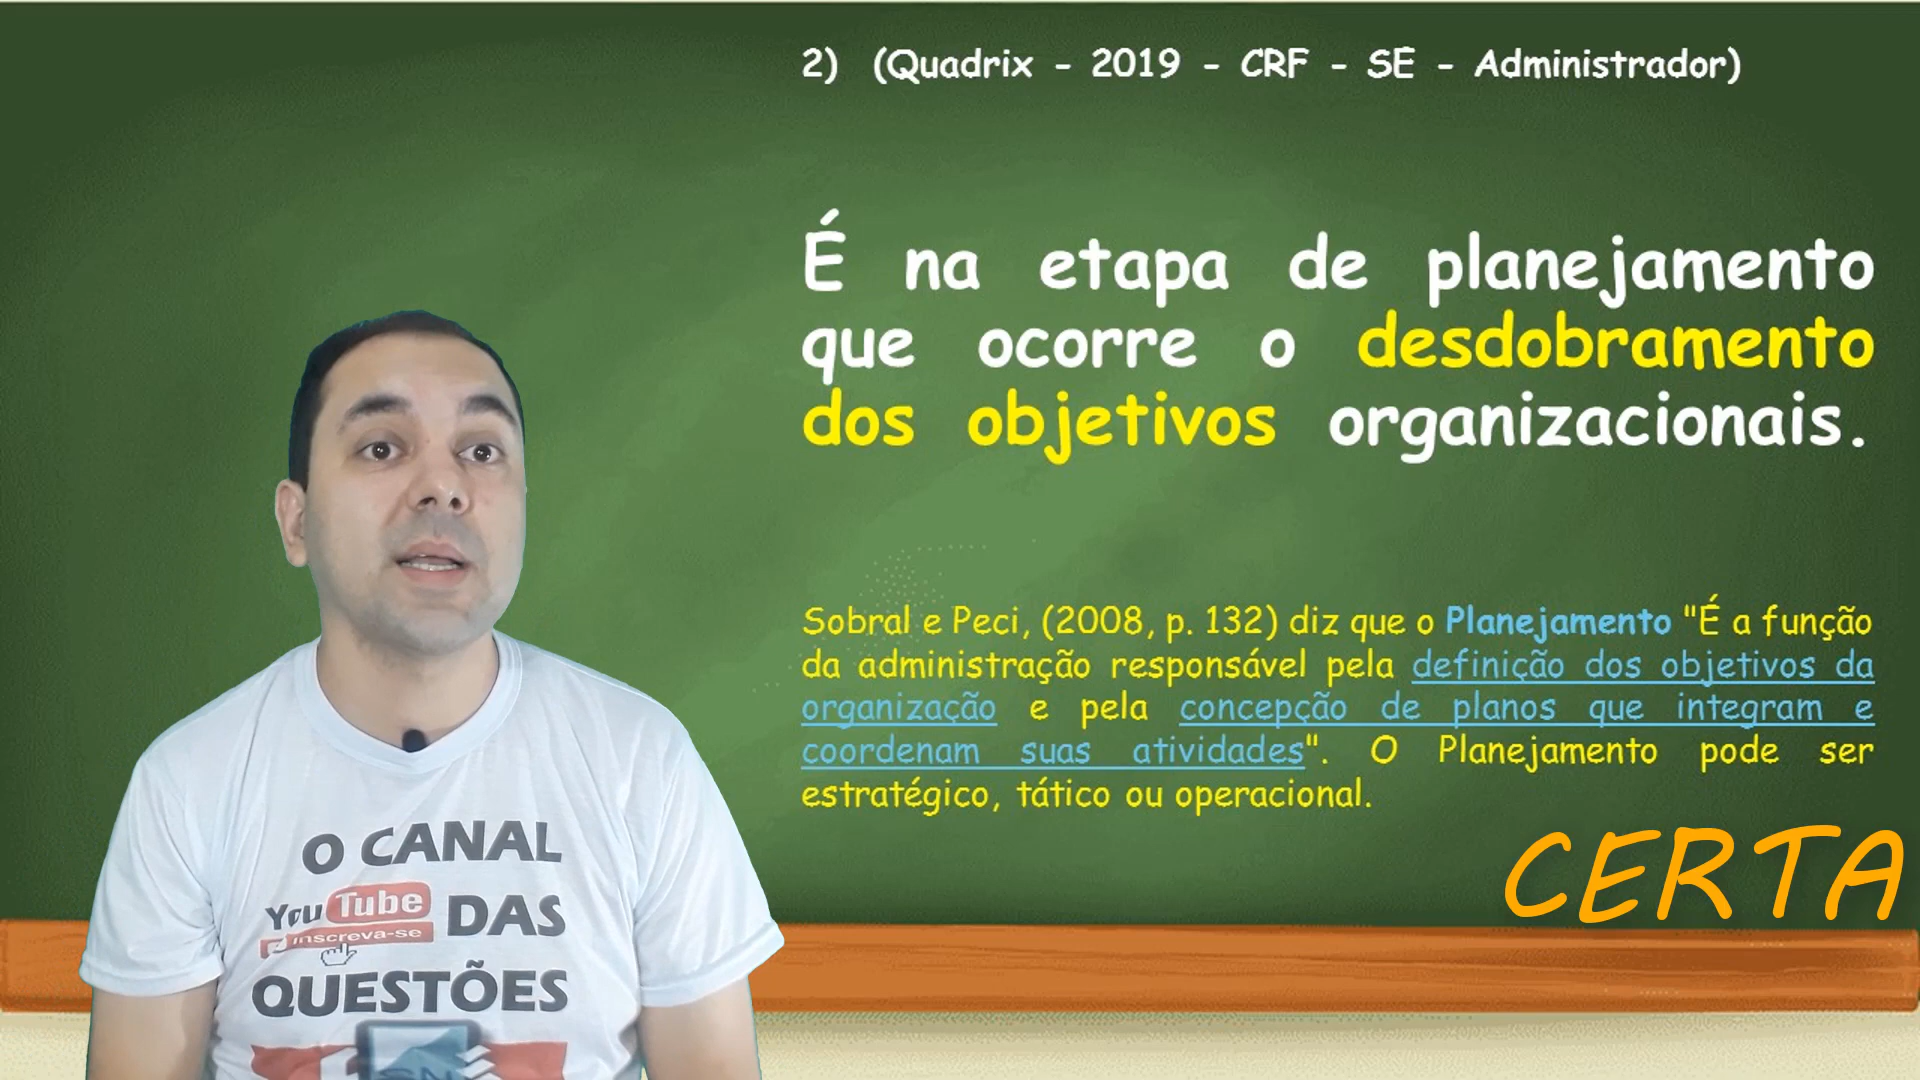 2) (Quadrix - 2019 - CRF - SE - Administrador)
É na etapa de planejamento
que ocorre o desdobramento
dos objetivos organizacionais.
Sobral e Peci, (2008, p. 132) diz que o Planejamento "É a função
da administração responsável pela definição dos objetivos da
organização e pela concepção de planos que integram e
coordenam suas atividades". O Planejamento pode ser
estratégico, tático ou operacional.
CERTA
O CANAL
YouTube DAS
inscreva-se
QUESTÕES